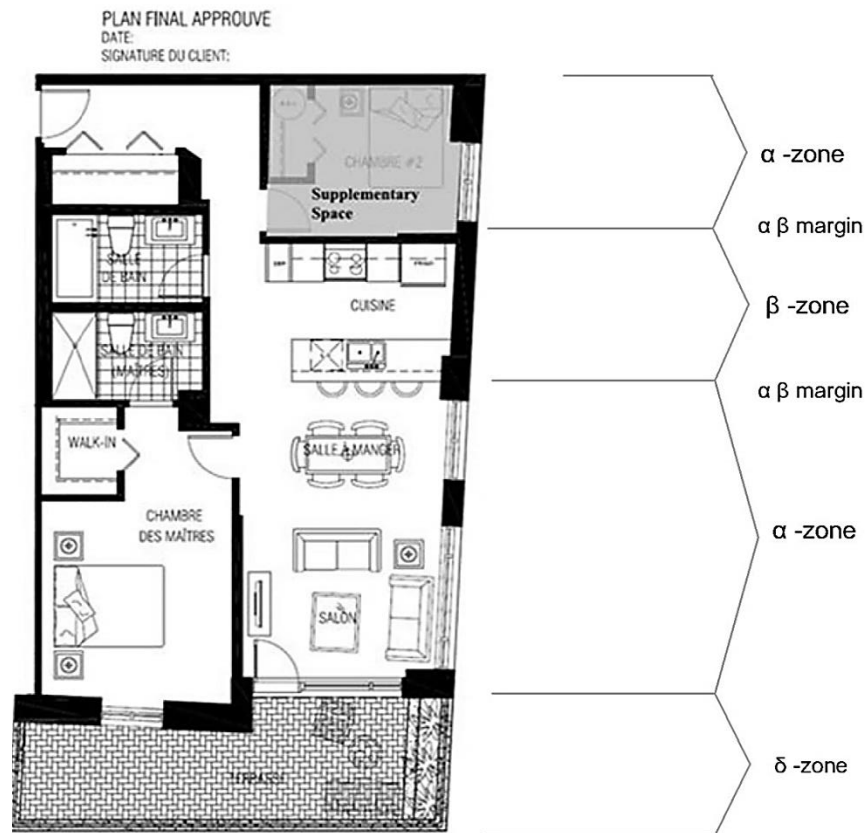 PLAN FINAL APPROUVÉ
DATE:
SIGNATURE DU CLIENT:
CHAMBRE #2
Supplementary
Space
α -zone
α β margin
SALLE
DE BAIN
CUISINE
β -zone
SALLE DE BAIN
(MAÎTRES)
α β margin
WALK-IN
SALLE À MANGER
CHAMBRE
DES MAÎTRES
α -zone
SALON
TERRASSE
δ -zone